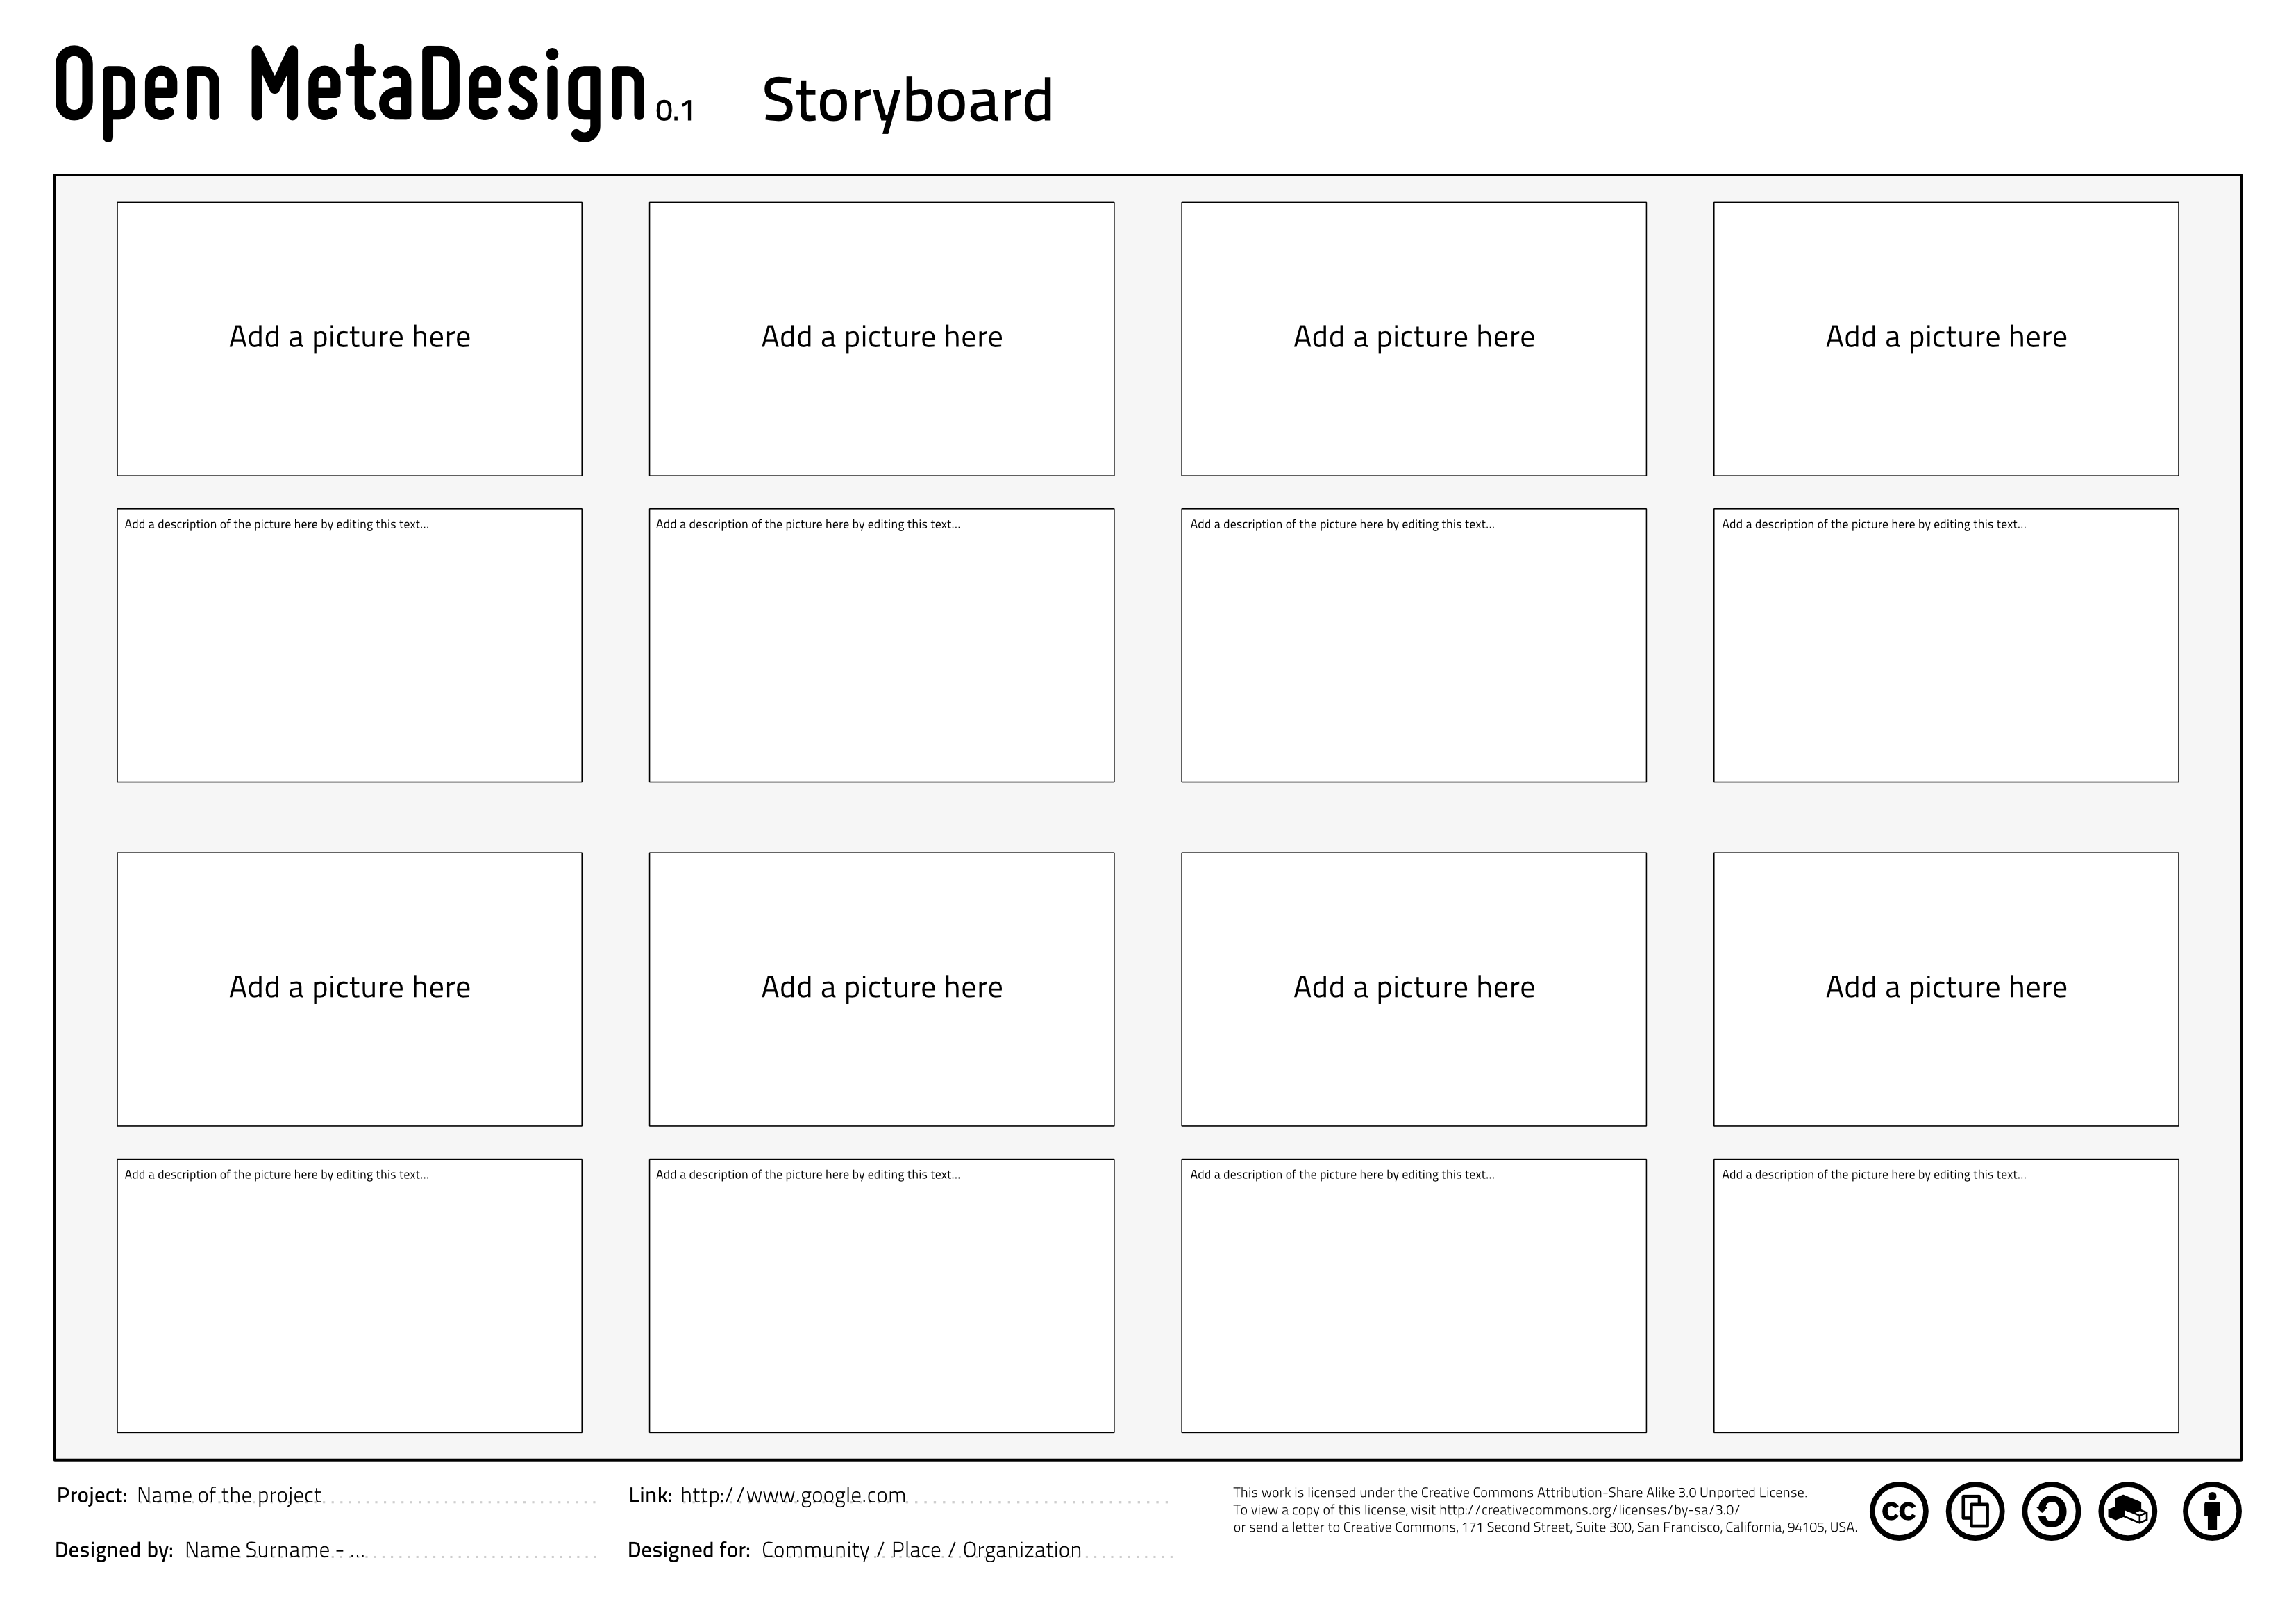 Open MetaDesign 0.1 Storyboard
Add a picture here
Add a picture here
Add a picture here
Add a picture here
Add a description of the picture here by editing this text...
Add a description of the picture here by editing this text...
Add a description of the picture here by editing this text...
Add a description of the picture here by editing this text...
Add a picture here
Add a picture here
Add a picture here
Add a picture here
Add a description of the picture here by editing this text...
Add a description of the picture here by editing this text...
Add a description of the picture here by editing this text...
Add a description of the picture here by editing this text...
Project: Name of the project
Designed by: Name Surname - ...
Link: http://www.google.com
Designed for: Community / Place / Organization
This work is licensed under the Creative Commons Attribution-Share Alike 3.0 Unported License.
To view a copy of this license, visit http://creativecommons.org/licenses/by-sa/3.0/
or send a letter to Creative Commons, 171 Second Street, Suite 300, San Francisco, California, 94105, USA.
cc